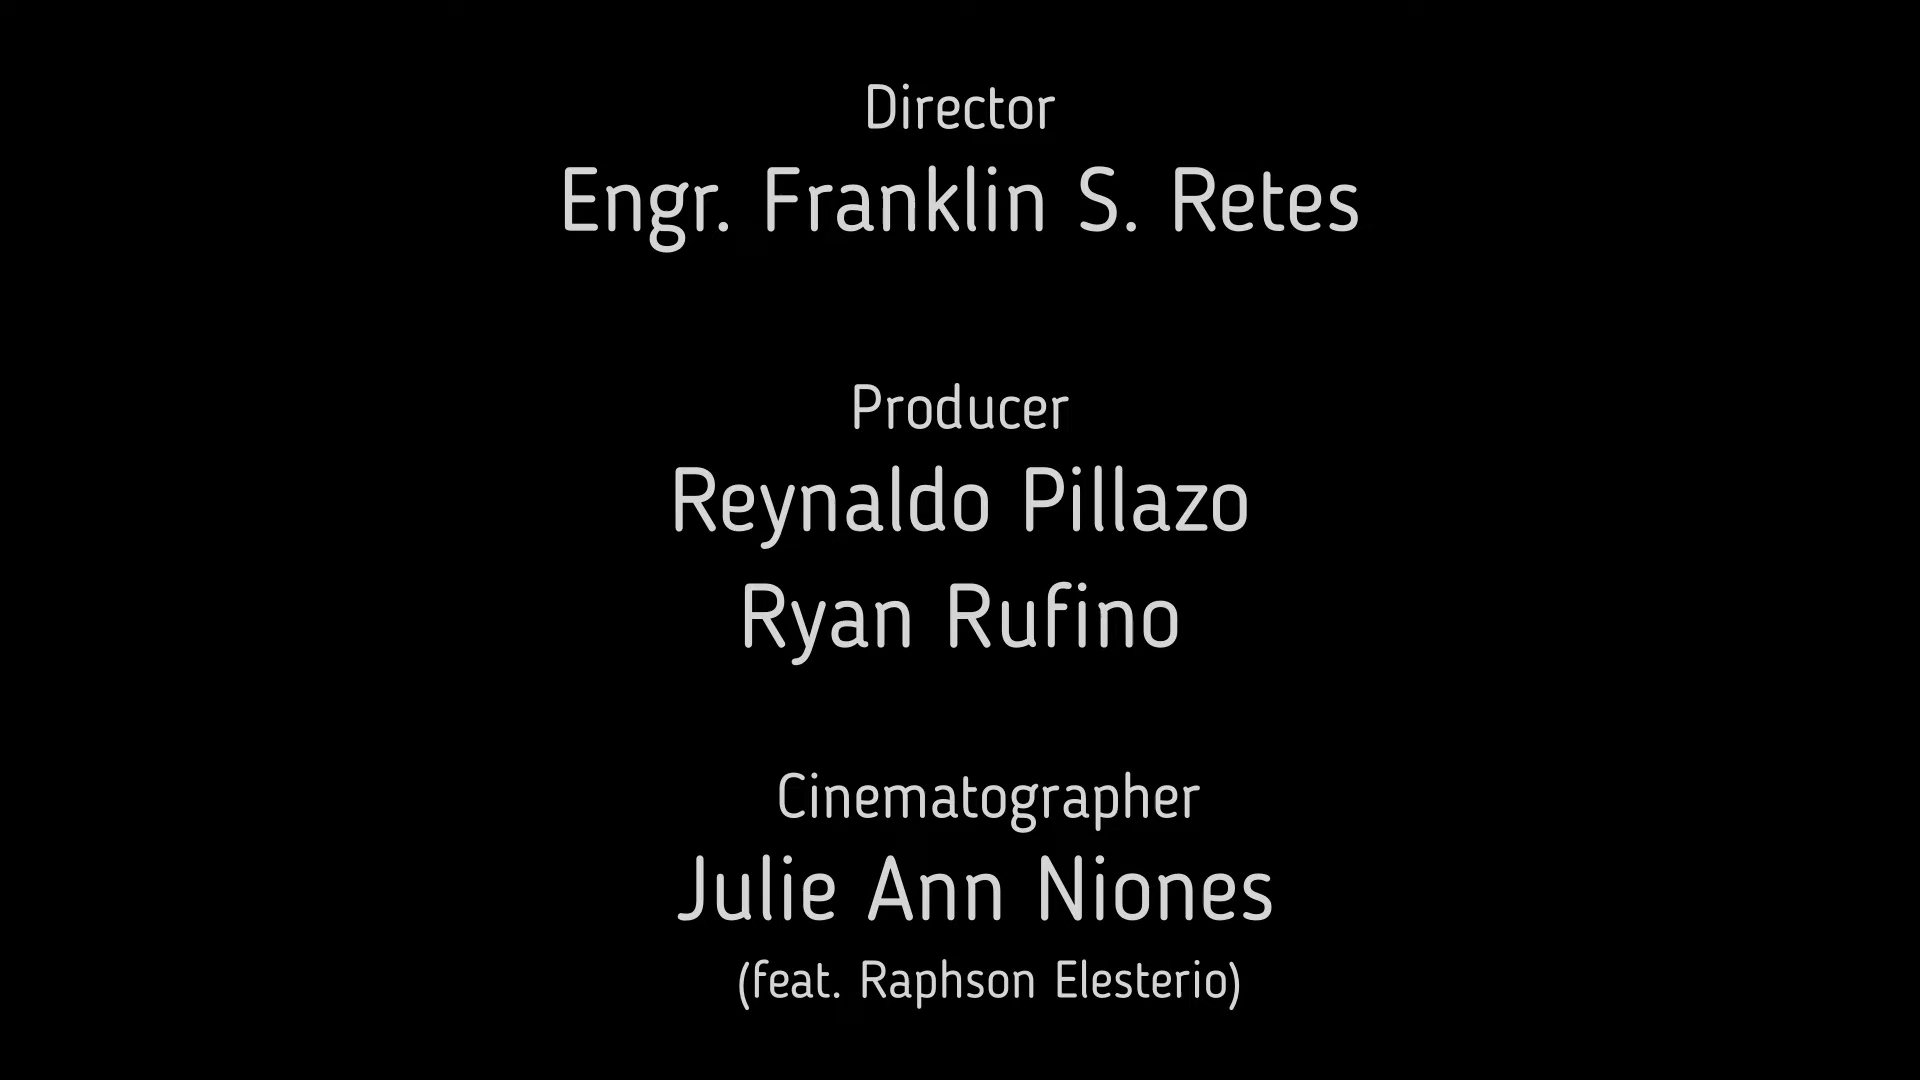 Director
Engr. Franklin S. Retes
Producer
Reynaldo Pillazo
Ryan Rufino
Cinematographer
Julie Ann Niones
(feat. Raphson Elesterio)